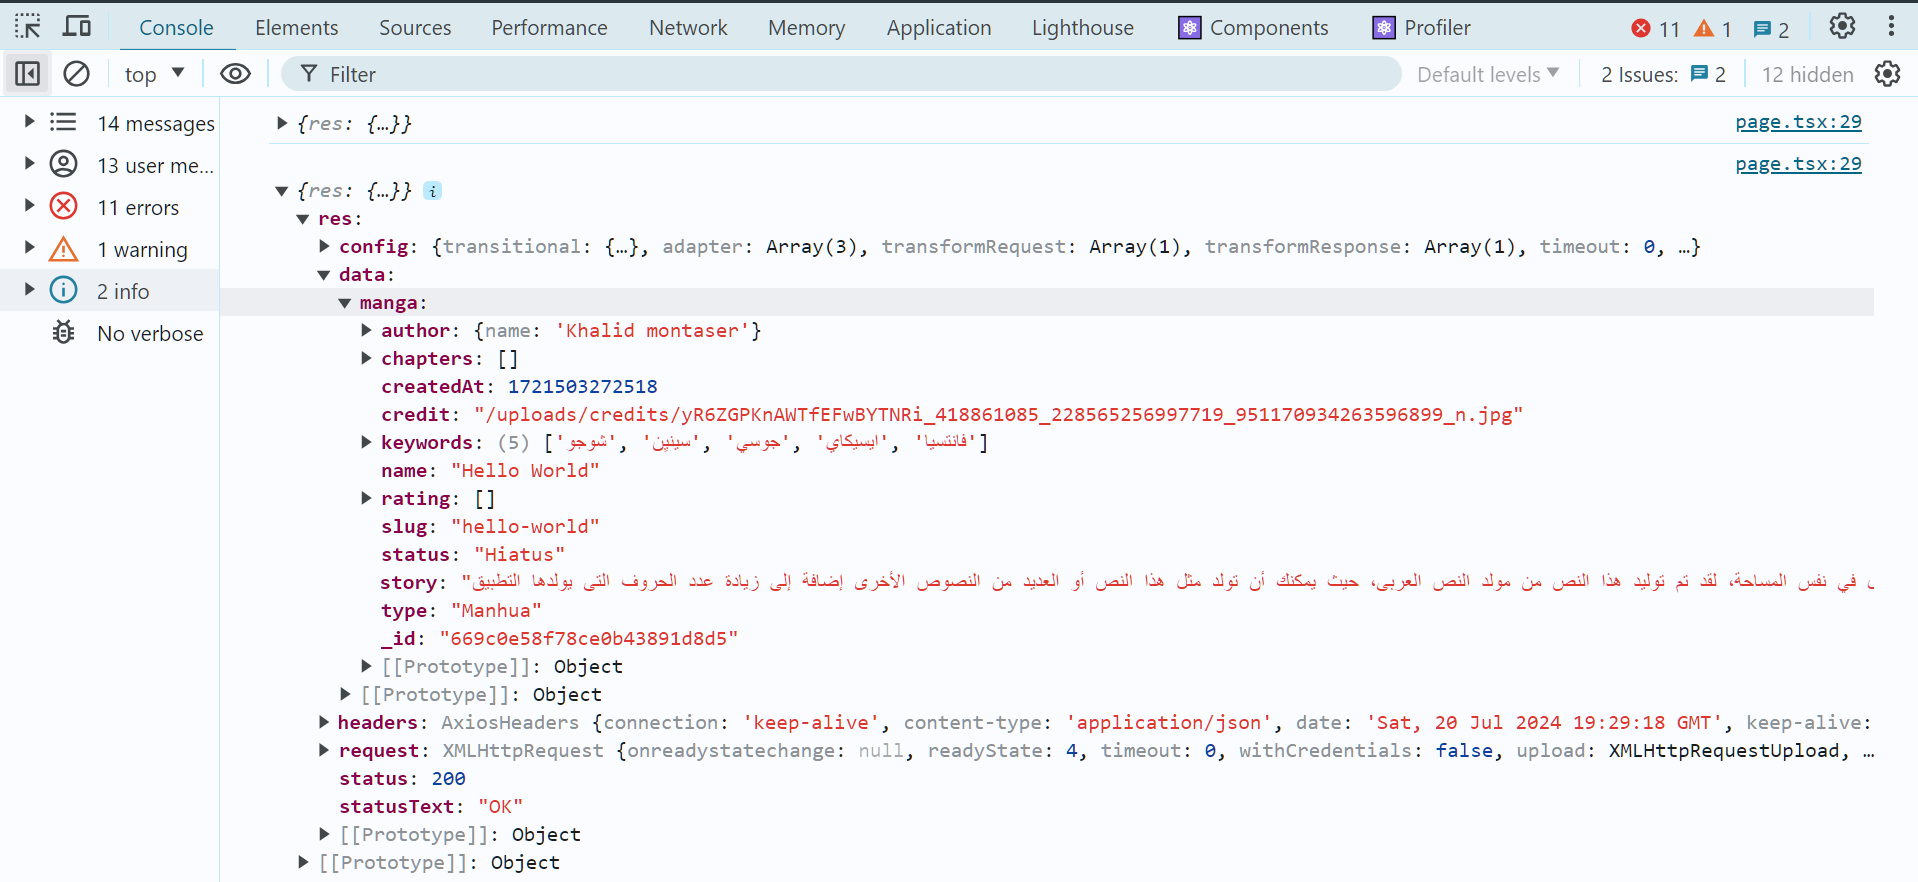 Console Elements Sources Performance Network Memory Application Lighthouse Components Profiler 11 1 2
top Filter Default levels 2 Issues: 2 12 hidden
14 messages
13 user me...
11 errors
1 warning
2 info
No verbose
{res: {…}} page.tsx:29
page.tsx:29
{res: {…}} i
res:
config: {transitional: {…}, adapter: Array(3), transformRequest: Array(1), transformResponse: Array(1), timeout: 0, …}
data:
manga:
author: {name: 'Khalid montaser'}
chapters: []
createdAt: 1721503272518
credit: "/uploads/credits/yR6ZGPKnAWTfEFwBYTNRi_418861085_228565256997719_951170934263596899_n.jpg"
keywords: (5) ['شوجو', 'سينين', 'جوسي', 'ايسيكاي', 'فانتسيا']
name: "Hello World"
rating: []
slug: "hello-world"
status: "Hiatus"
story: "في نفس المساحة، لقد تم توليد هذا النص من مولد النص العربى، حيث يمكنك أن تولد مثل هذا النص أو العديد من النصوص الأخرى إضافة إلى زيادة عدد الحروف التى يولدها التطبيق
type: "Manhua"
_id: "669c0e58f78ce0b43891d8d5"
[[Prototype]]: Object
[[Prototype]]: Object
headers: AxiosHeaders {connection: 'keep-alive', content-type: 'application/json', date: 'Sat, 20 Jul 2024 19:29:18 GMT', keep-alive:
request: XMLHttpRequest {onreadystatechange: null, readyState: 4, timeout: 0, withCredentials: false, upload: XMLHttpRequestUpload, …
status: 200
statusText: "OK"
[[Prototype]]: Object
[[Prototype]]: Object